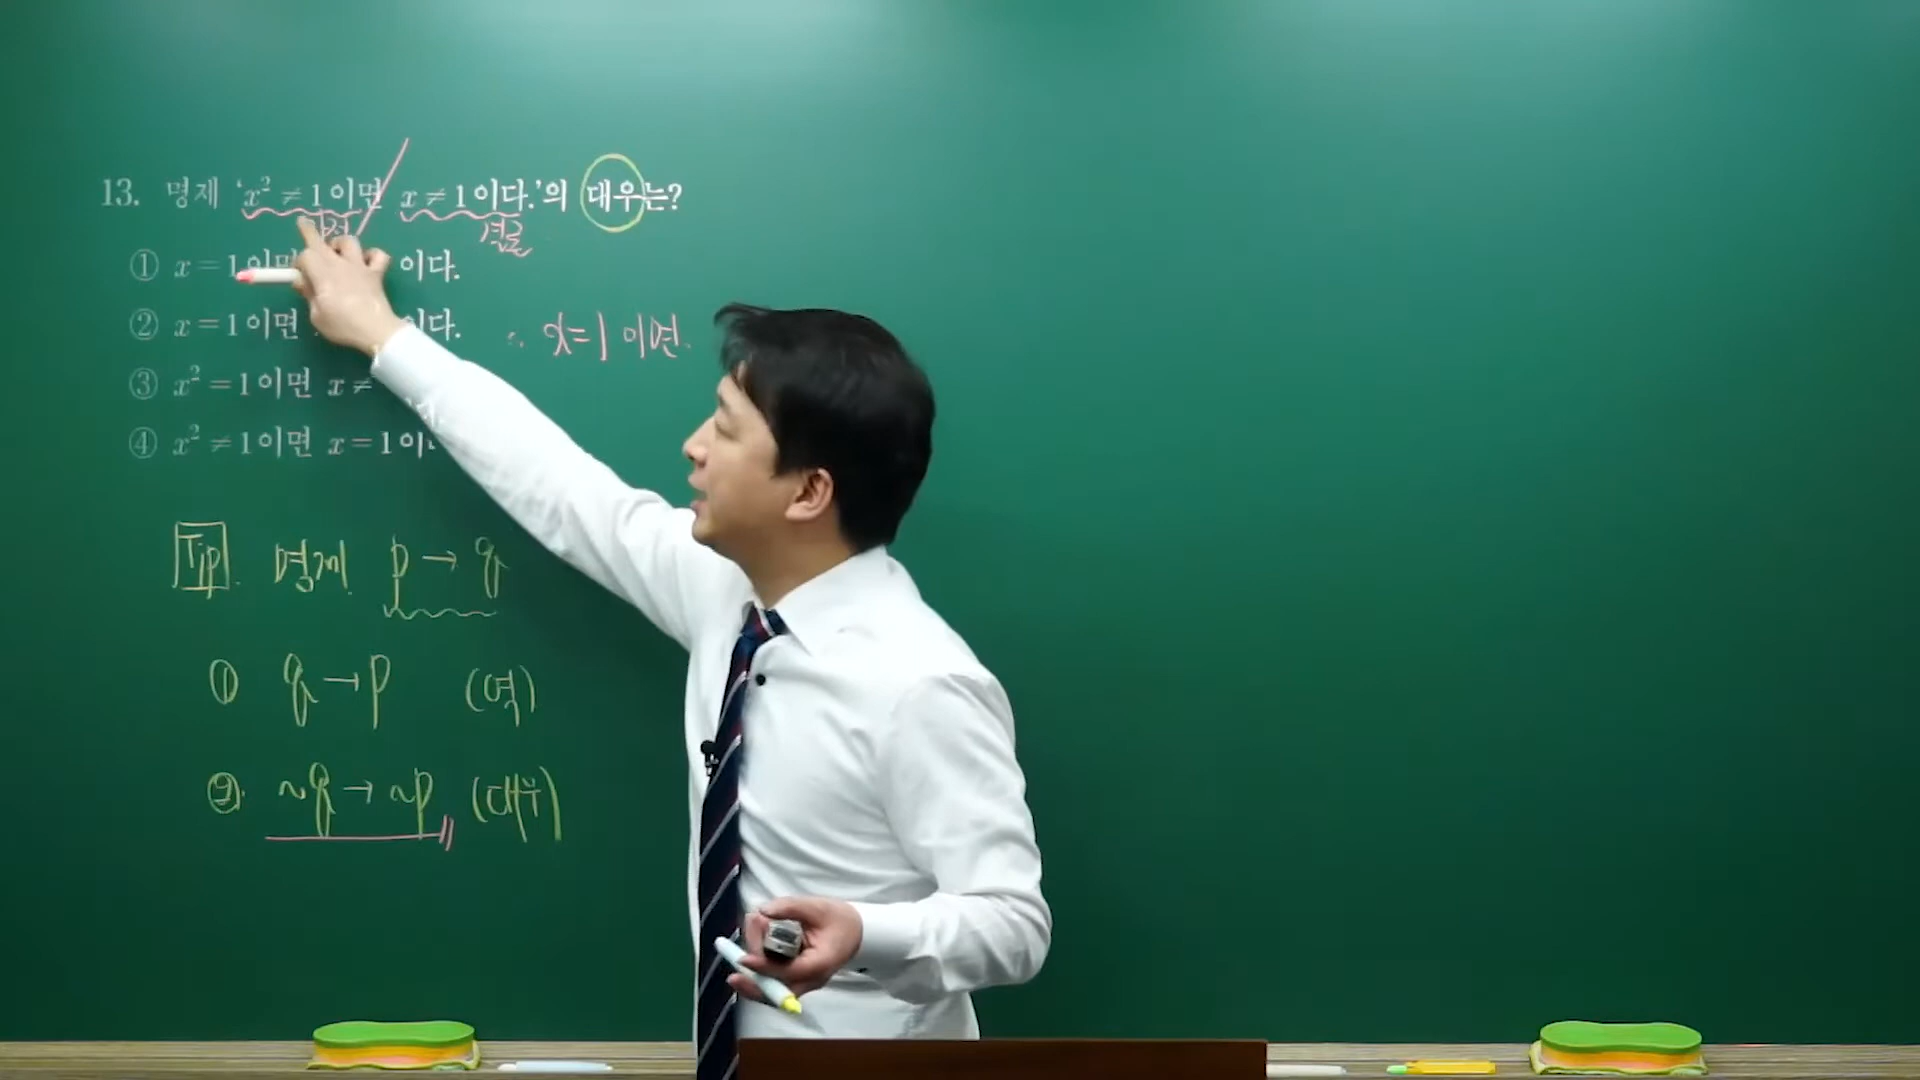 13. 명제 ‘x² ≠ 1이면 x ≠ 1이다.’의 대우는?
결론
① x = 1이면 이다.
② x = 1이면 이다.
∴ x=1 이면
③ x² = 1이면 x ≠
④ x² ≠ 1이면 x = 1이
Tip. 명제 p → q
① q → p (역)
② ~q → ~p (대우)